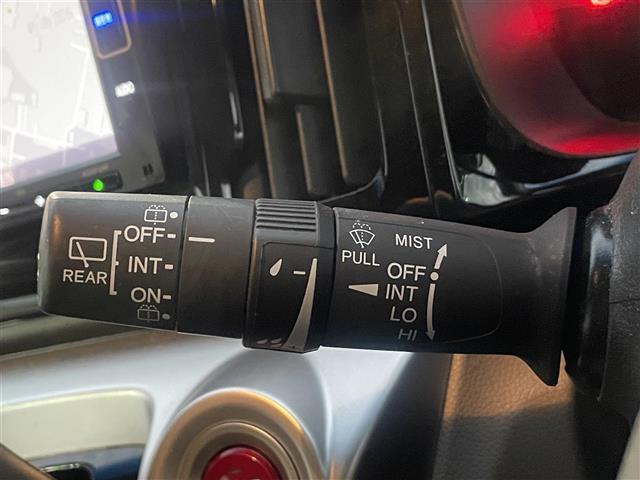 OFF
INT
ON
REAR
PULL
MIST
OFF
INT
LO
HI